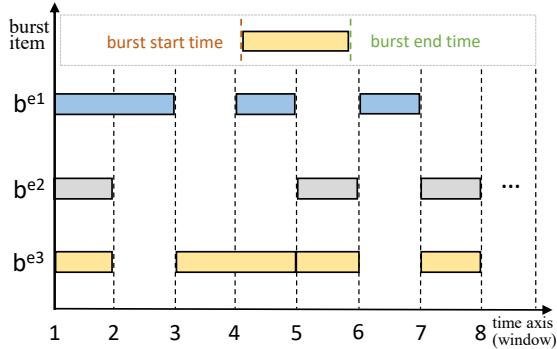 burst
item
burst start time
burst end time
b^e1
b^e2
...
b^e3
1 2 3 4 5 6 7 8
time axis
(window)